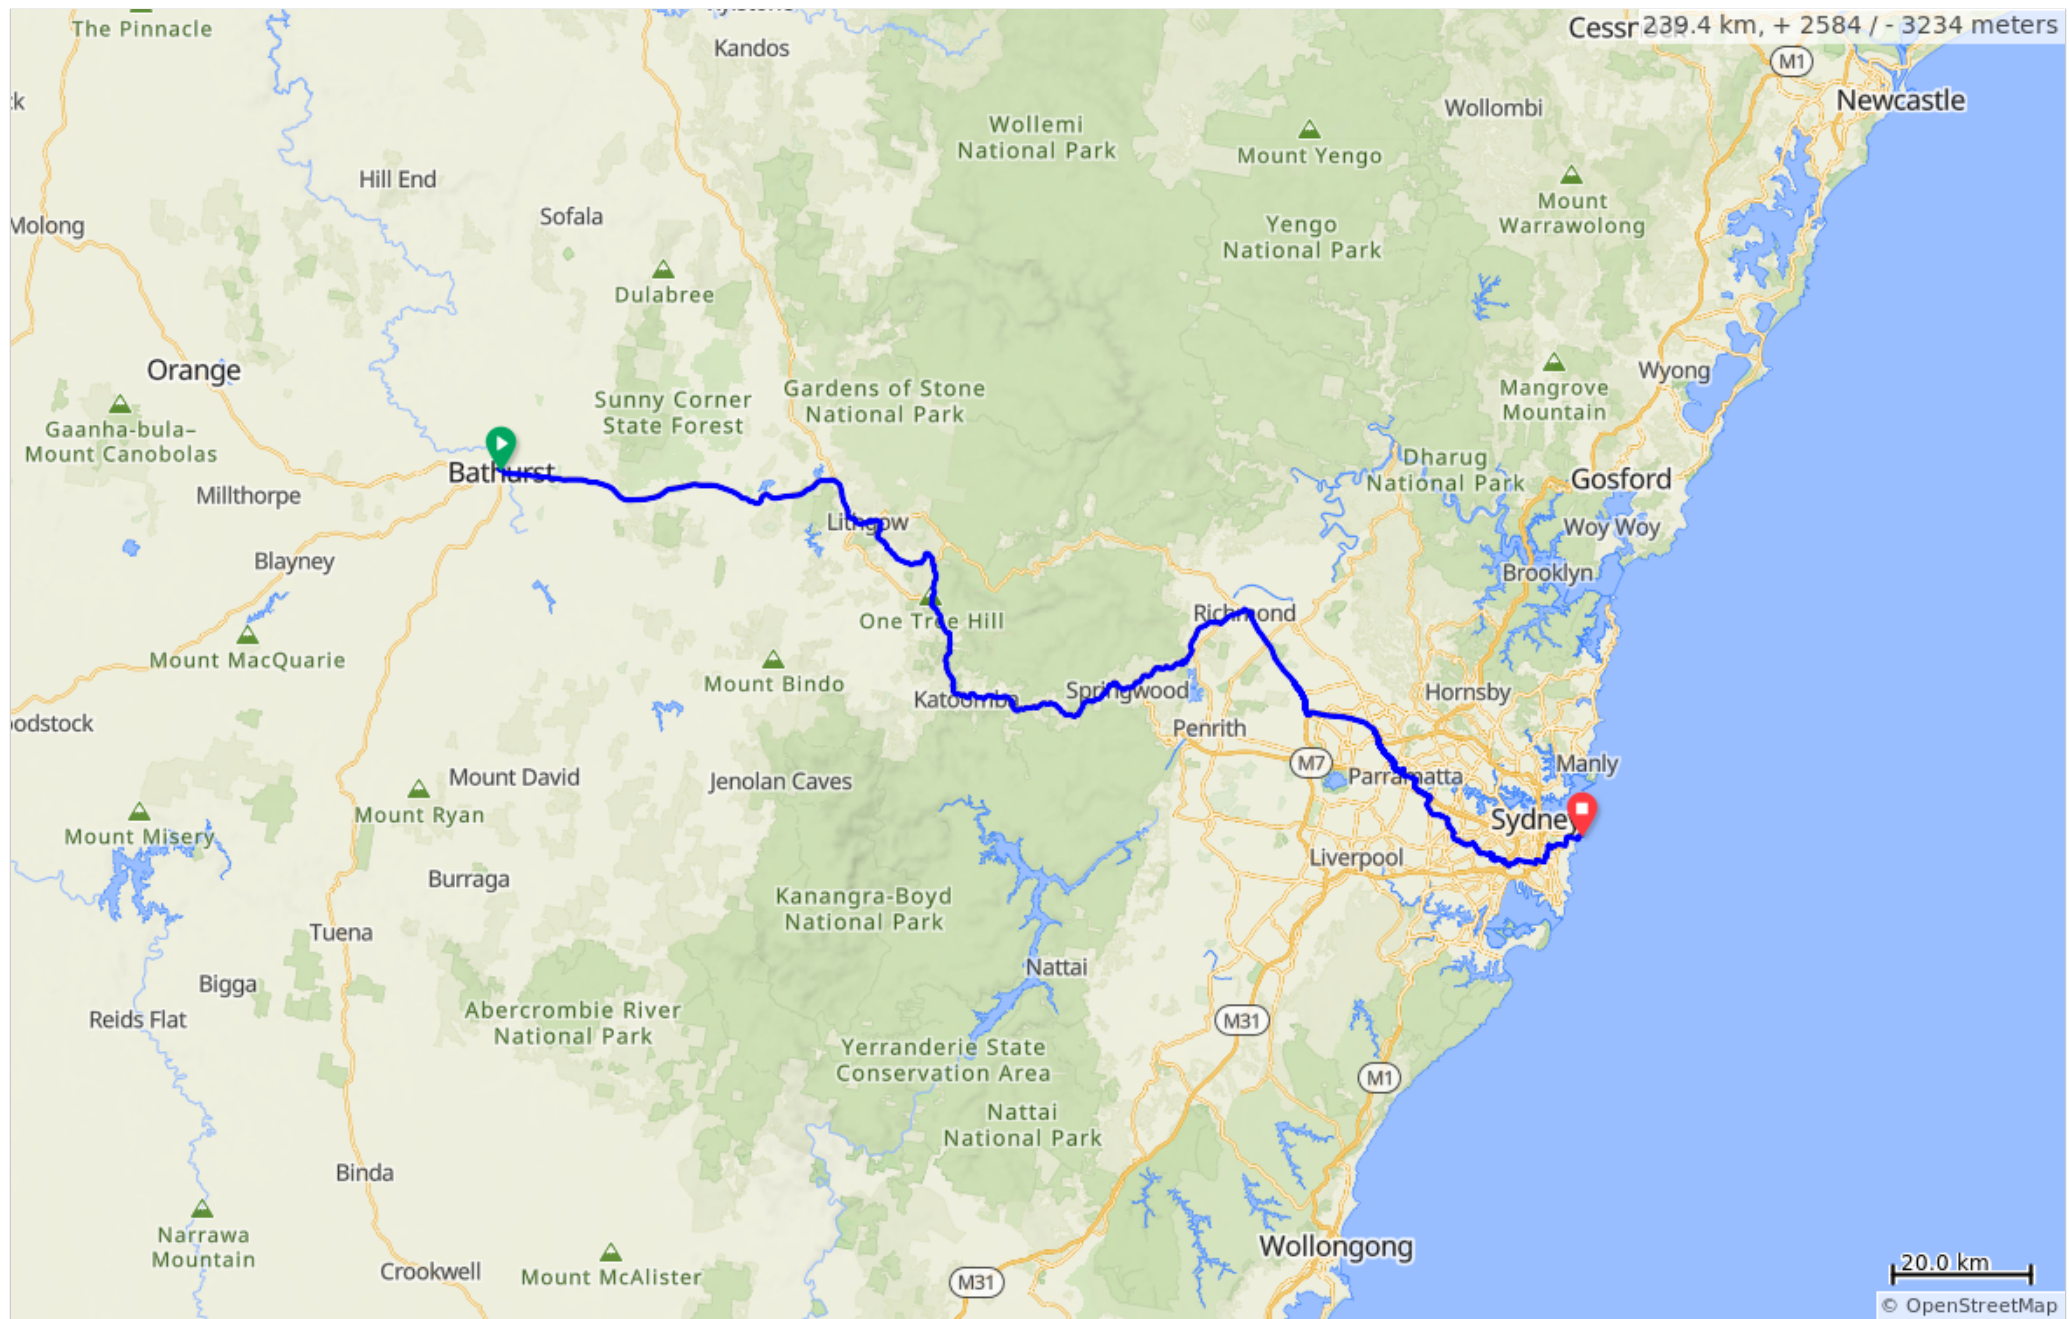 The Pinnacle
Kandos
239.4 km, + 2584 / - 3234 meters
M1
Newcastle
Wollombi
Wollemi
National Park
Mount Yengo
Hill End
Sofala
Mount
Warrawolong
Molong
Yengo
National Park
Dulabree
Orange
Wyong
Gardens of Stone
National Park
Sunny Corner
State Forest
Mangrove
Mountain
Gaanha-bula–
Mount Canobolas
Bathurst
Dharug
National Park
Gosford
Millthorpe
Lithgow
Woy Woy
Blayney
Brooklyn
One Tree Hill
Richmond
Mount MacQuarie
Mount Bindo
Katoomba
Springwood
Hornsby
oodstock
Penrith
M7
Manly
Mount David
Jenolan Caves
Parramatta
Mount Ryan
Mount Misery
Sydney
Liverpool
Burraga
Kanangra-Boyd
National Park
Tuena
Nattai
Bigga
Reids Flat
Abercrombie River
National Park
M31
Yerranderie State
Conservation Area
M1
Nattai
National Park
Binda
Narrawa
Mountain
Wollongong
Crookwell
Mount McAlister
M31
20.0 km
© OpenStreetMap